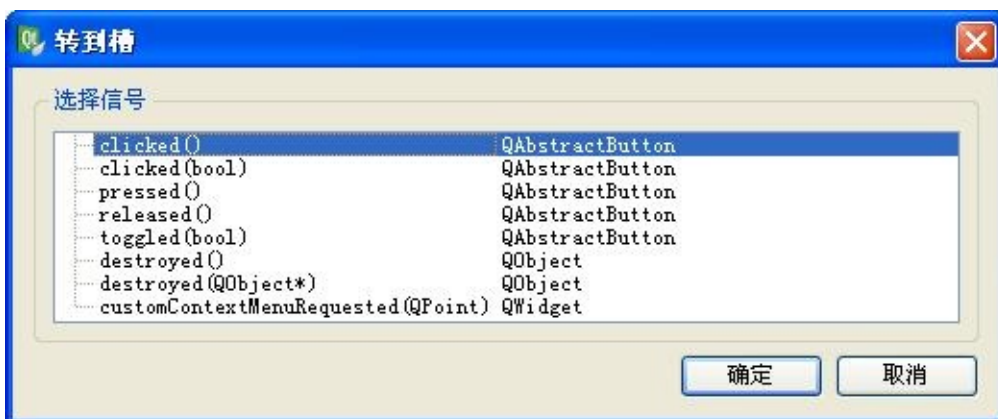 转到槽
选择信号
clicked() QAbstractButton
clicked(bool) QAbstractButton
pressed() QAbstractButton
released() QAbstractButton
toggled(bool) QAbstractButton
destroyed() QObject
destroyed(QObject*) QObject
customContextMenuRequested(QPoint) QWidget
确定 取消